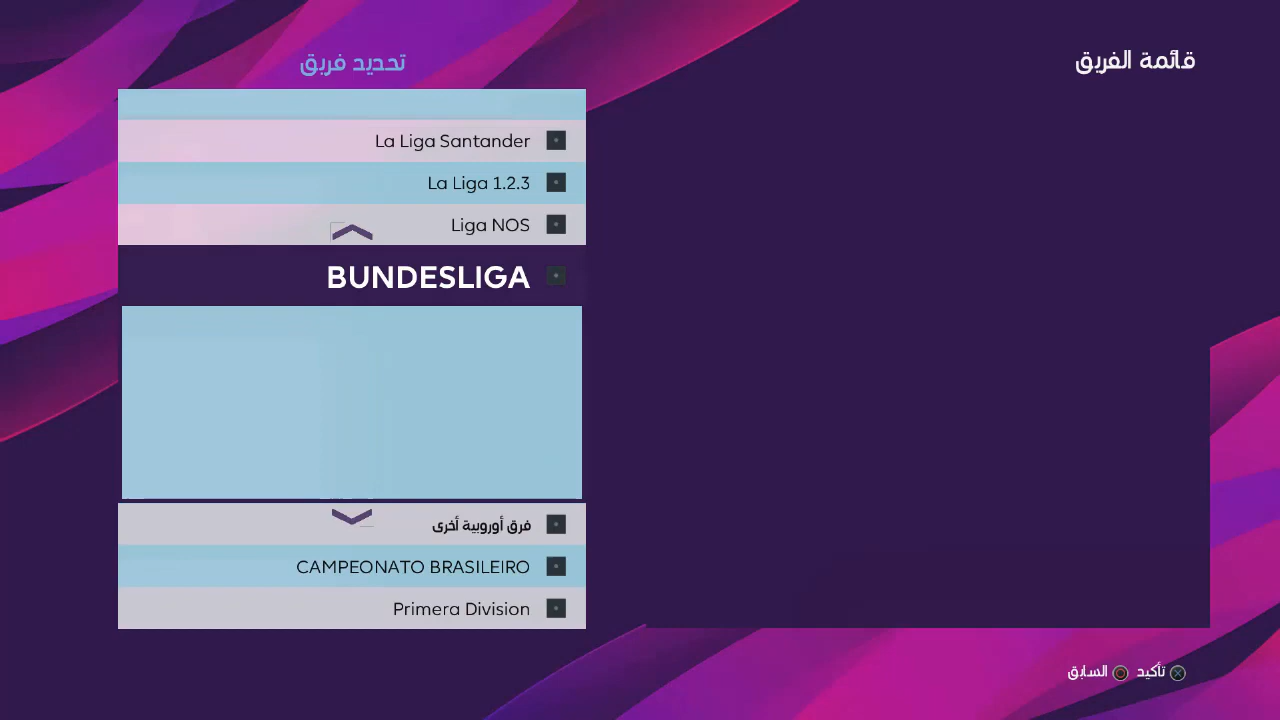 قائمة الفريق
تحديد فريق
La Liga Santander
La Liga 1.2.3
Liga NOS
BUNDESLIGA
فرق أوروبية أخرى
CAMPEONATO BRASILEIRO
Primera Division
تأكيد السابق